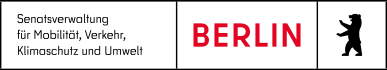 Senatsverwaltung
für Mobilität, Verkehr,
Klimaschutz und Umwelt
BERLIN